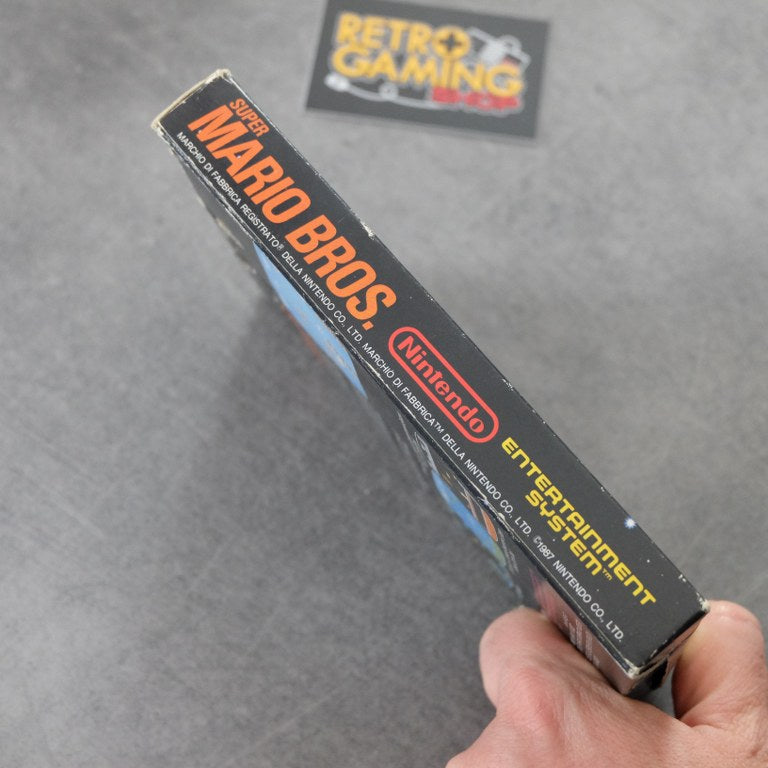 RETRO
GAMING
SHOP
SUPER
MARIO BROS.
Nintendo
ENTERTAINMENT
SYSTEM™
MARCHIO DI FABBRICA REGISTRATO® DELLA NINTENDO CO., LTD. MARCHIO DI FABBRICA™ DELLA NINTENDO CO., LTD. ©1987 NINTENDO CO., LTD.